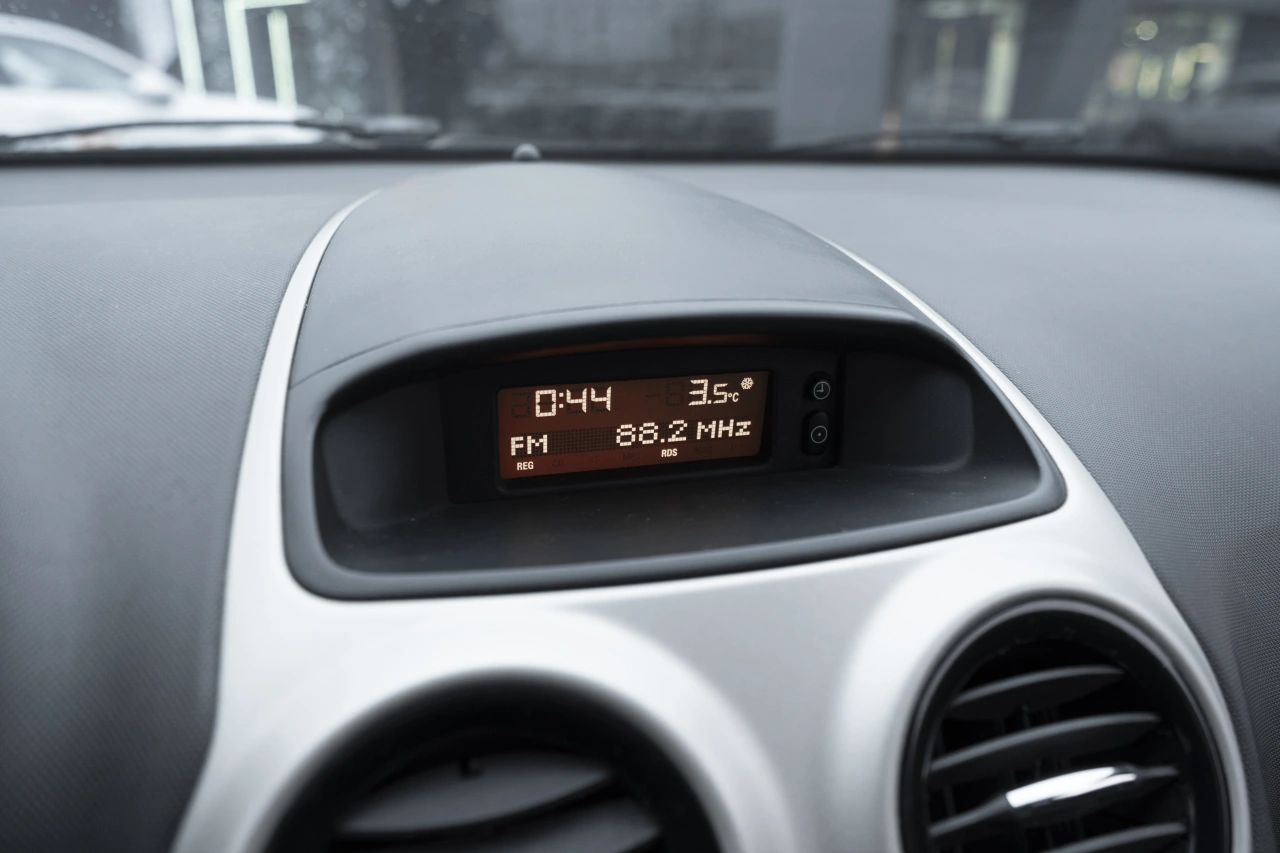 0:44 3.5°C
FM 88.2 MHz
REG RDS